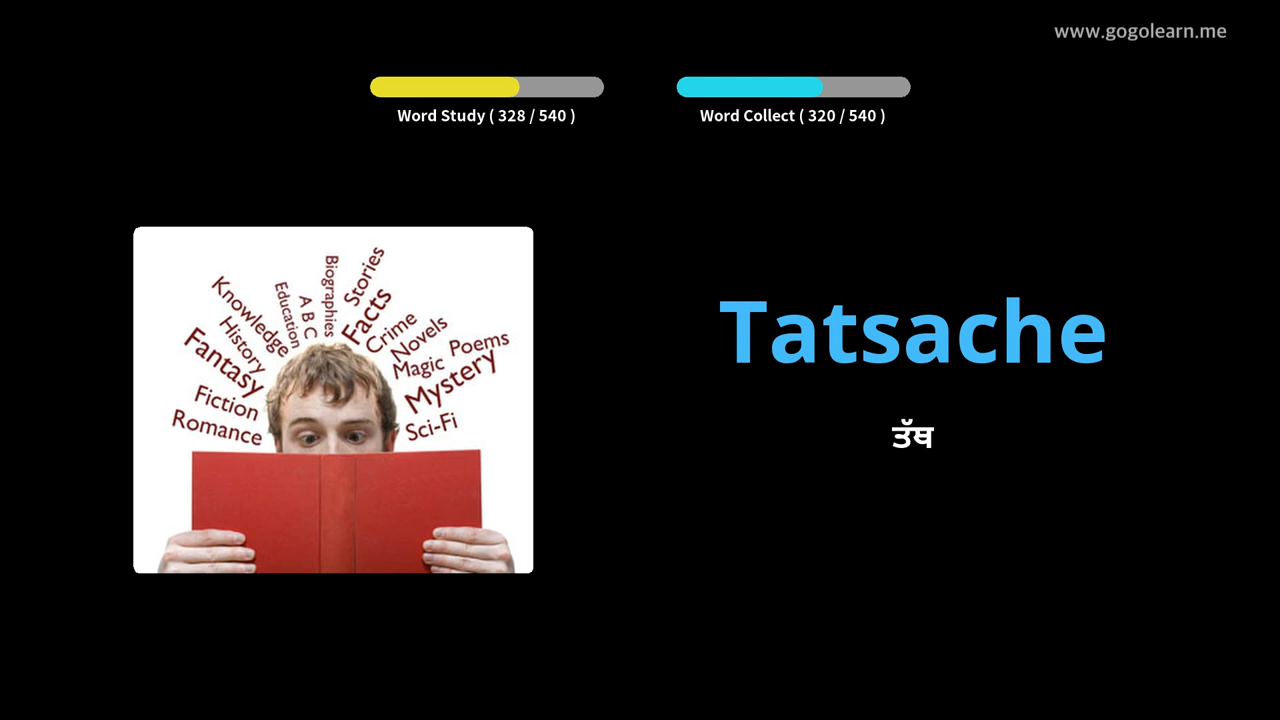 www.gogolearn.me
Word Study ( 328 / 540 )
Word Collect ( 320 / 540 )
Biographies
Stories
Education
A B C
Facts
Knowledge
History
Crime
Novels
Poems
Fantasy
Magic
Mystery
Fiction
Romance
Sci-Fi
Tatsache
ਤੱਥ